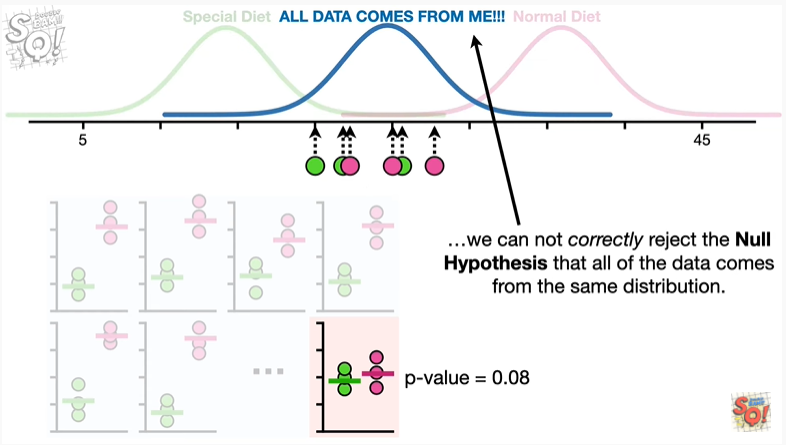 Special Diet ALL DATA COMES FROM ME!!! Normal Diet
5
45
…we can not correctly reject the Null
Hypothesis that all of the data comes
from the same distribution.
p-value = 0.08
SQ!